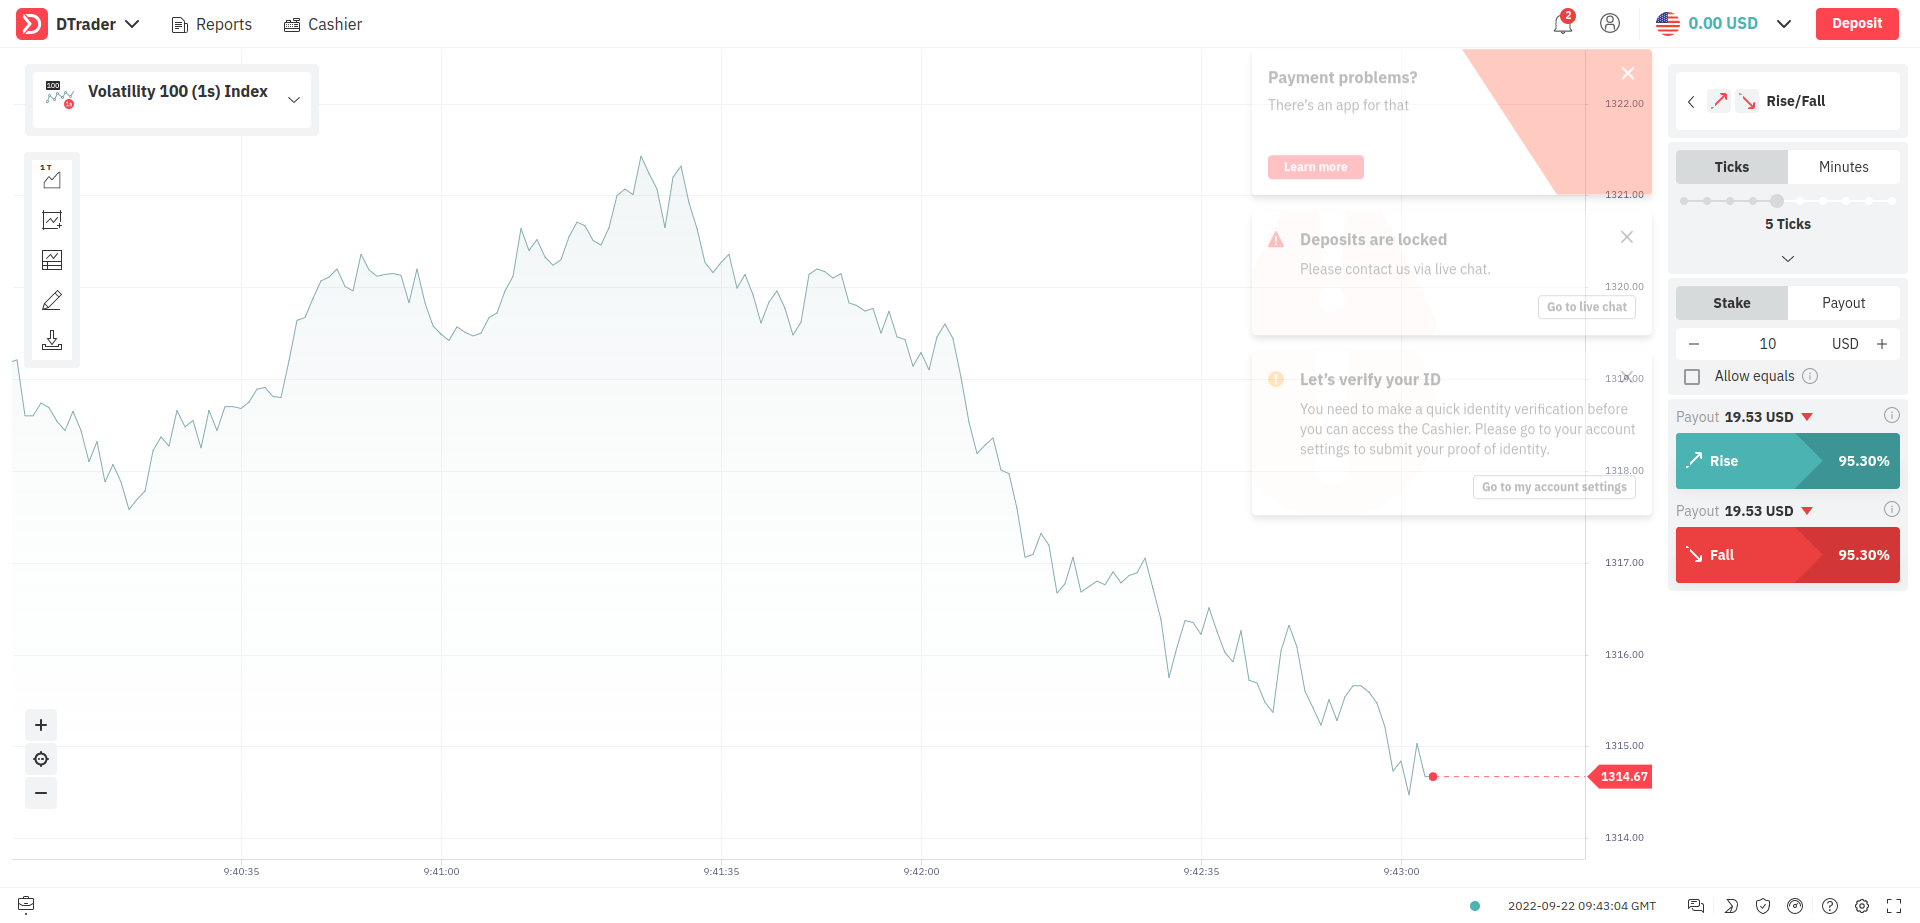 DTrader
Reports
Cashier
2
0.00 USD
Deposit
100
1s
Volatility 100 (1s) Index
1 T
Payment problems?
There's an app for that
Learn more
Deposits are locked
Please contact us via live chat.
Go to live chat
Let's verify your ID
You need to make a quick identity verification before
you can access the Cashier. Please go to your account
settings to submit your proof of identity.
Go to my account settings
1322.00
1321.00
1320.00
1319.00
1318.00
1317.00
1316.00
1315.00
1314.67
1314.00
9:40:35
9:41:00
9:41:35
9:42:00
9:42:35
9:43:00
Rise/Fall
Ticks
Minutes
5 Ticks
Stake
Payout
10
USD
Allow equals
Payout 19.53 USD
Rise
95.30%
Payout 19.53 USD
Fall
95.30%
2022-09-22 09:43:04 GMT